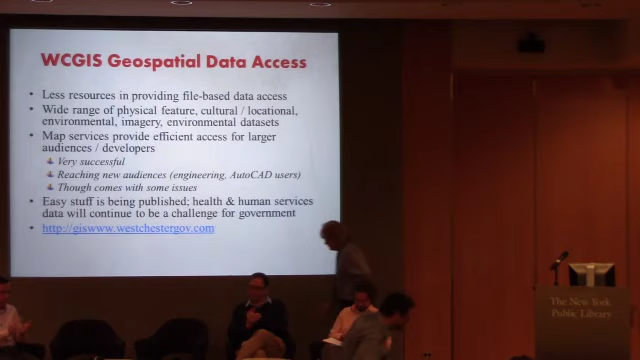 WCGIS Geospatial Data Access
• Less resources in providing file-based data access
• Wide range of physical feature, cultural / locational,
environmental, imagery, environmental datasets
• Map services provide efficient access for larger
audiences / developers
Very successful
Reaching new audiences (engineering, AutoCAD users)
Though comes with some issues
• Easy stuff is being published; health & human services
data will continue to be a challenge for government
• http://giswww.westchestergov.com
The New York
Public Library